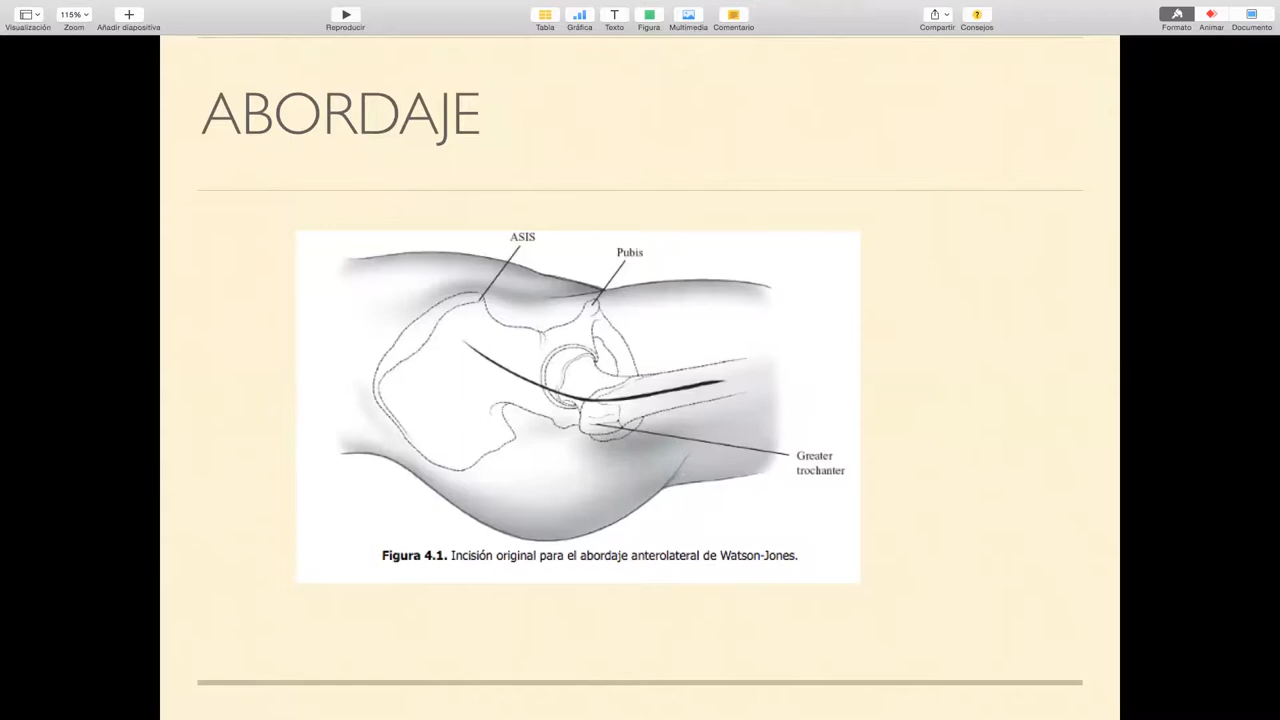 115%
Visualización Zoom Añadir diapositiva Reproducir Tabla Gráfica Texto Figura Multimedia Comentario Compartir Consejos Formato Animar Documento
ABORDAJE
ASIS
Pubis
Greater
trochanter
Figura 4.1. Incisión original para el abordaje anterolateral de Watson-Jones.